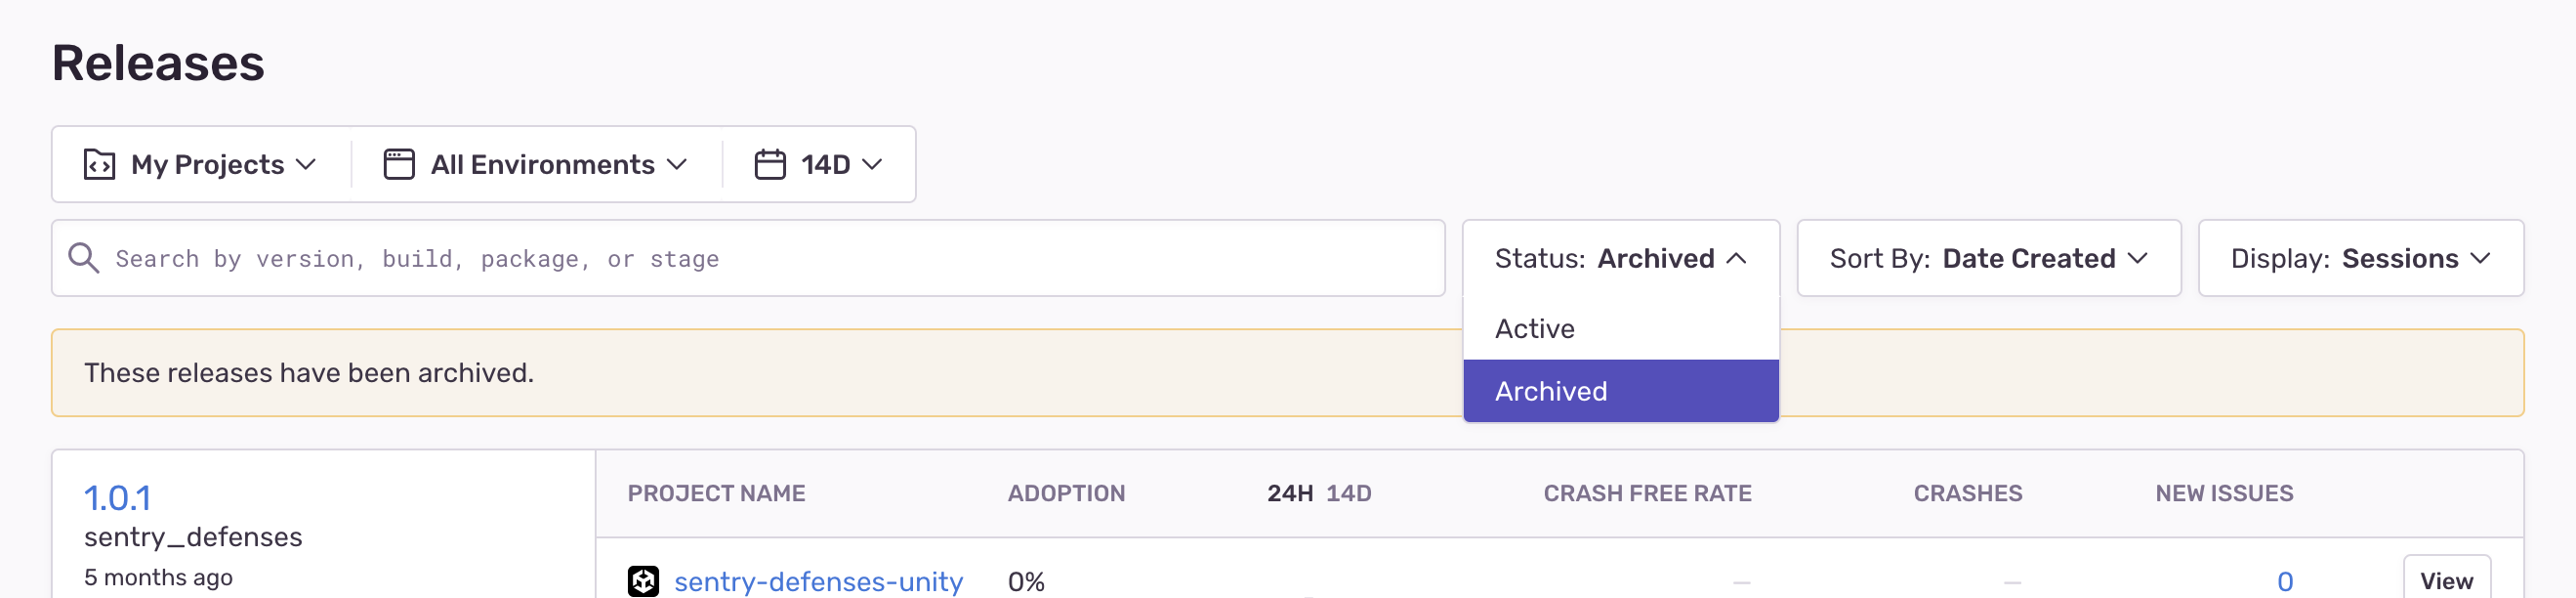 Releases
My Projects All Environments 14D
Search by version, build, package, or stage Status: Archived Sort By: Date Created Display: Sessions
Active
These releases have been archived.
Archived
1.0.1 PROJECT NAME ADOPTION 24H 14D CRASH FREE RATE CRASHES NEW ISSUES
sentry_defenses
5 months ago sentry-defenses-unity 0% — — 0 View